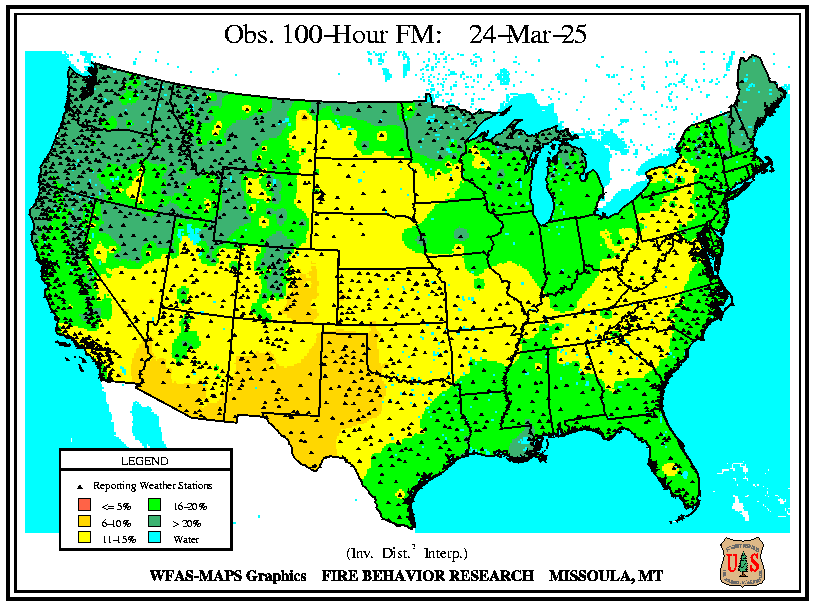 Obs. 100-Hour FM: 24-Mar-25
LEGEND
Reporting Weather Stations
<= 5%
6-10%
11-15%
16-20%
> 20%
Water
(Inv. Dist.² Interp.)
WFAS-MAPS Graphics FIRE BEHAVIOR RESEARCH MISSOULA, MT
U S